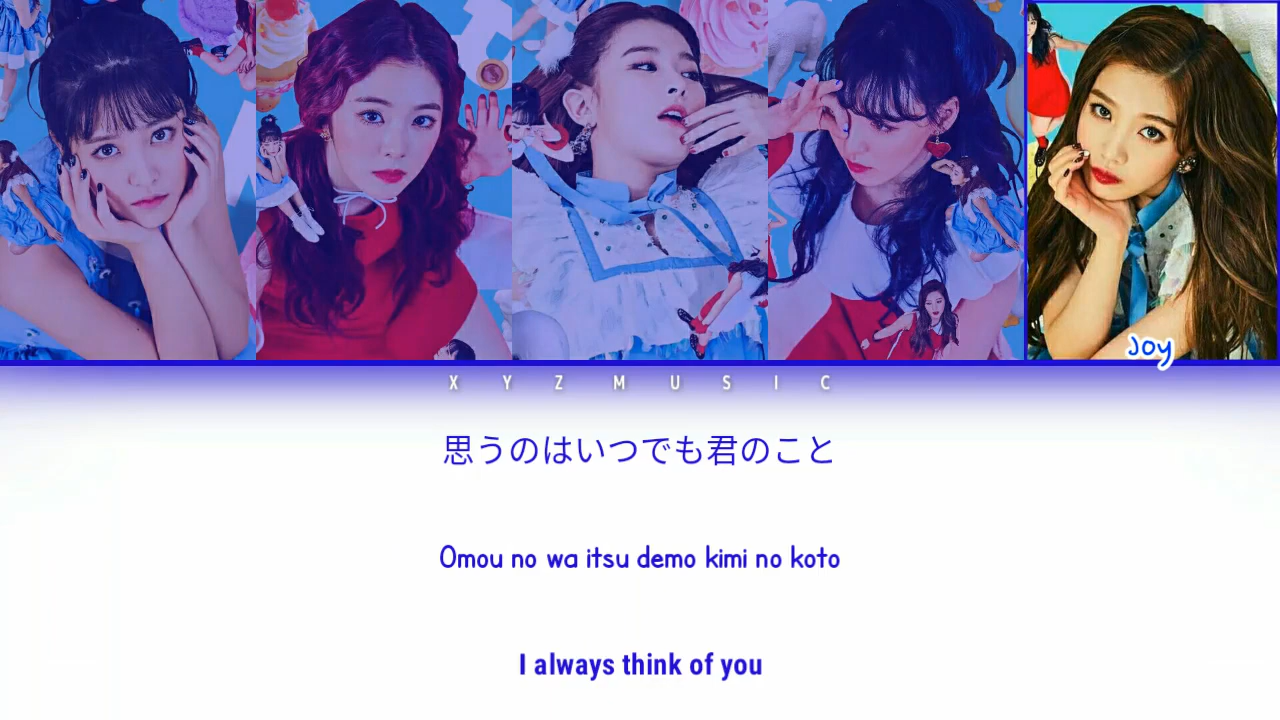 Joy
X Y Z M U S I C
思うのはいつでも君のこと
Omou no wa itsu demo kimi no koto
I always think of you